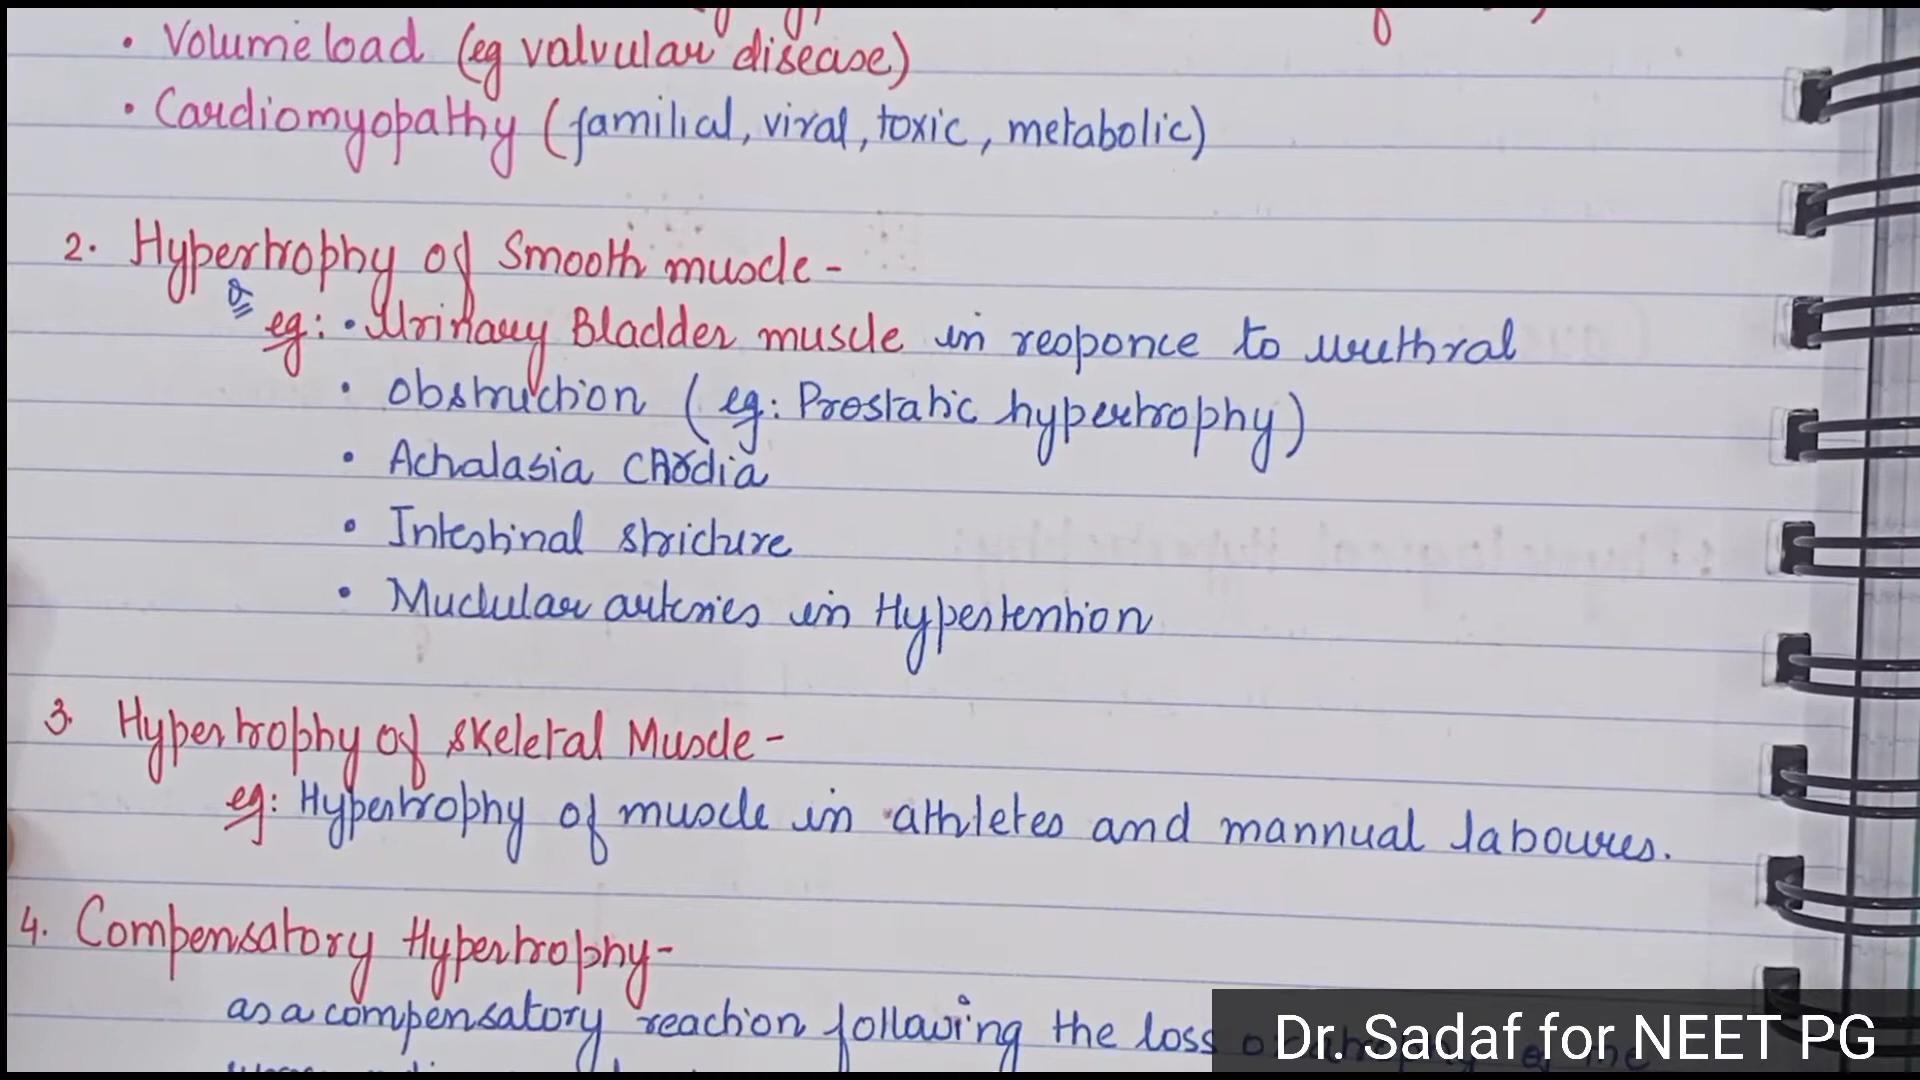 • Volume load (eg valvular disease)
• Cardiomyopathy (familial, viral, toxic, metabolic)
2. Hypertrophy of Smooth muscle -
eg: • Urinary Bladder muscle in responce to urethral
• obstruction (eg: Prostatic hypertrophy)
• Achalasia Cardia
• Intestinal stricture
• Muclular arteries in Hypertention
3. Hypertrophy of skeletal Muscle -
eg: Hypertrophy of muscle in athletes and mannual laboures.
4. Compensatory Hypertrophy -
as a compensatory reaction following the loss
Dr. Sadaf for NEET PG